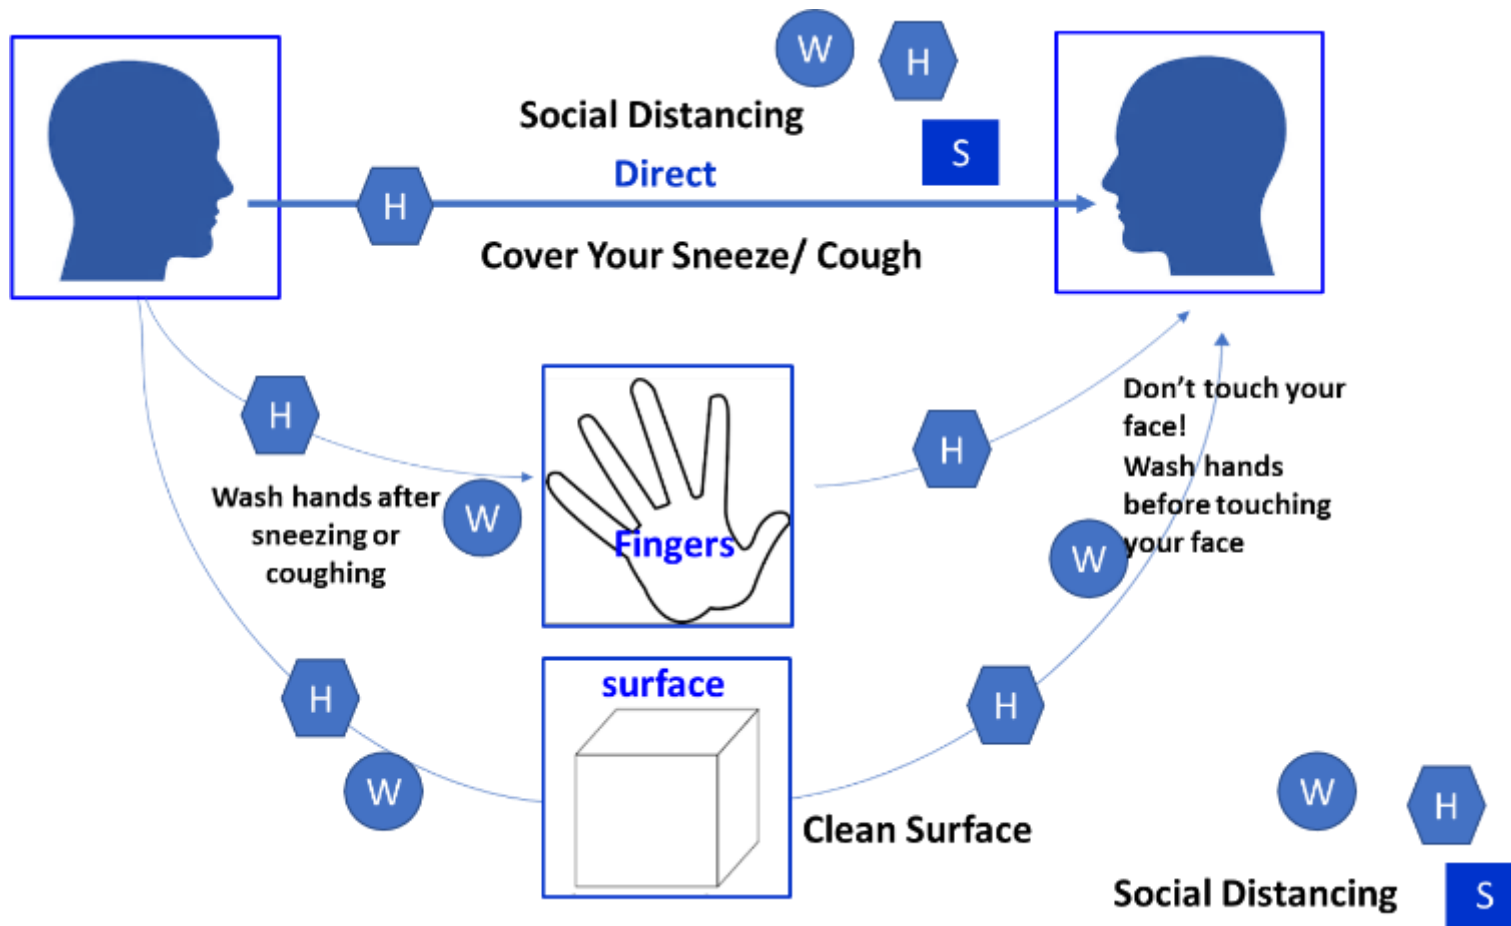 W
H
Social Distancing
S
Direct
H
Cover Your Sneeze/ Cough
H
Don't touch your
face!
H
Wash hands
before touching
your face
Wash hands after
sneezing or
coughing
W
Fingers
W
H
surface
H
W
W
H
Clean Surface
Social Distancing
S